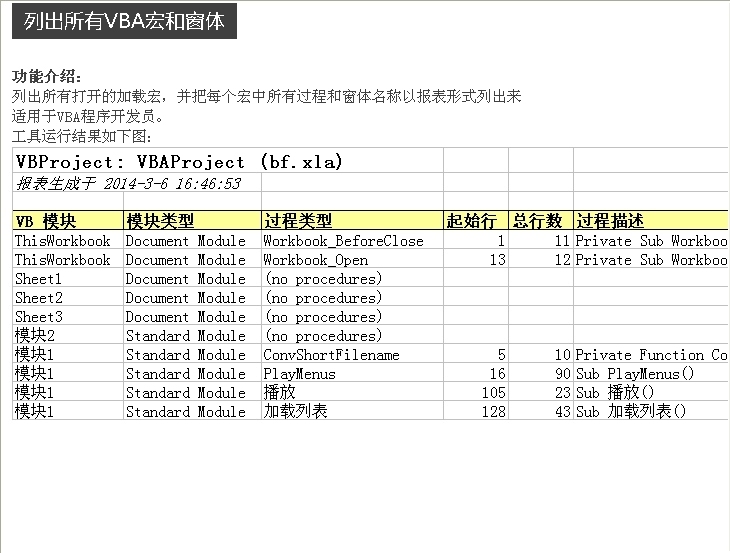 列出所有VBA宏和窗体
功能介绍：
列出所有打开的加载宏，并把每个宏中所有过程和窗体名称以报表形式列出来
适用于VBA程序开发员。
工具运行结果如下图：
VBProject: VBAProject (bf.xla)
报表生成于 2014-3-6 16:46:53
VB 模块 模块类型 过程类型 起始行 总行数 过程描述
ThisWorkbook Document Module Workbook_BeforeClose 1 11 Private Sub Workboo
ThisWorkbook Document Module Workbook_Open 13 12 Private Sub Workboo
Sheet1 Document Module (no procedures)
Sheet2 Document Module (no procedures)
Sheet3 Document Module (no procedures)
模块2 Standard Module (no procedures)
模块1 Standard Module ConvShortFilename 5 10 Private Function Co
模块1 Standard Module PlayMenus 16 90 Sub PlayMenus()
模块1 Standard Module 播放 105 23 Sub 播放()
模块1 Standard Module 加载列表 128 43 Sub 加载列表()